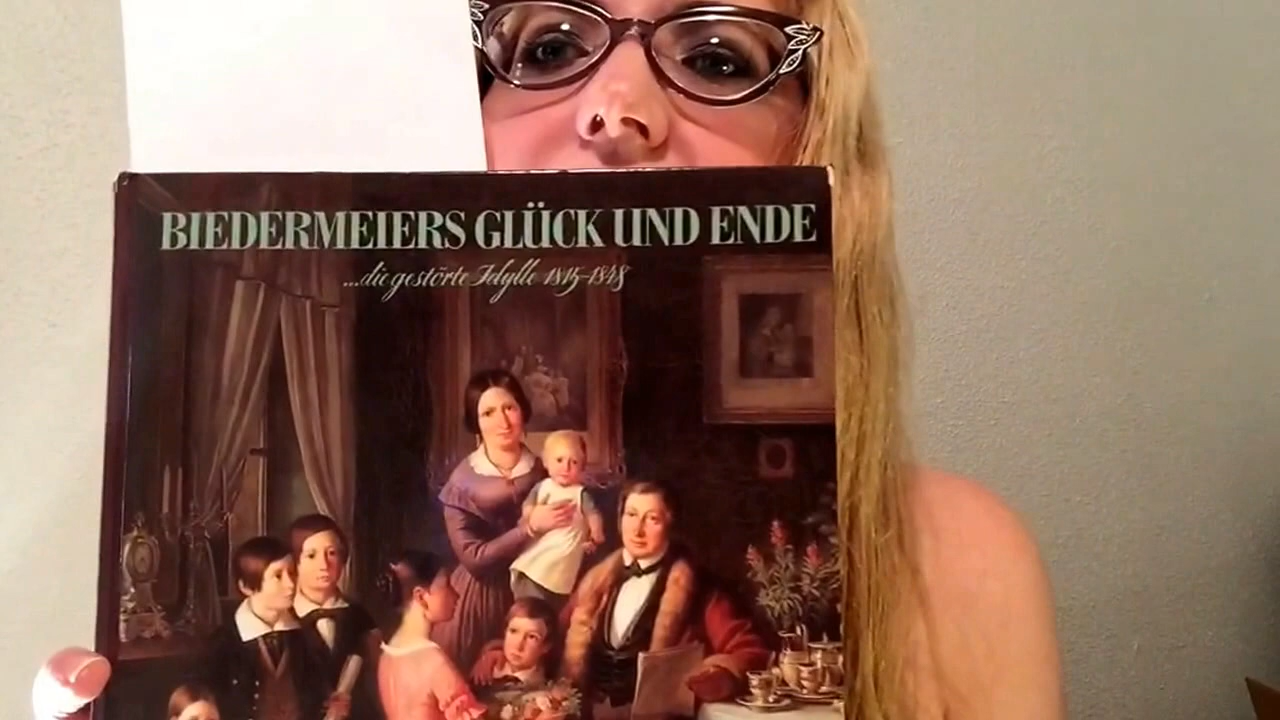 BIEDERMEIERS GLÜCK UND ENDE
...die gestörte Idylle 1815-1848